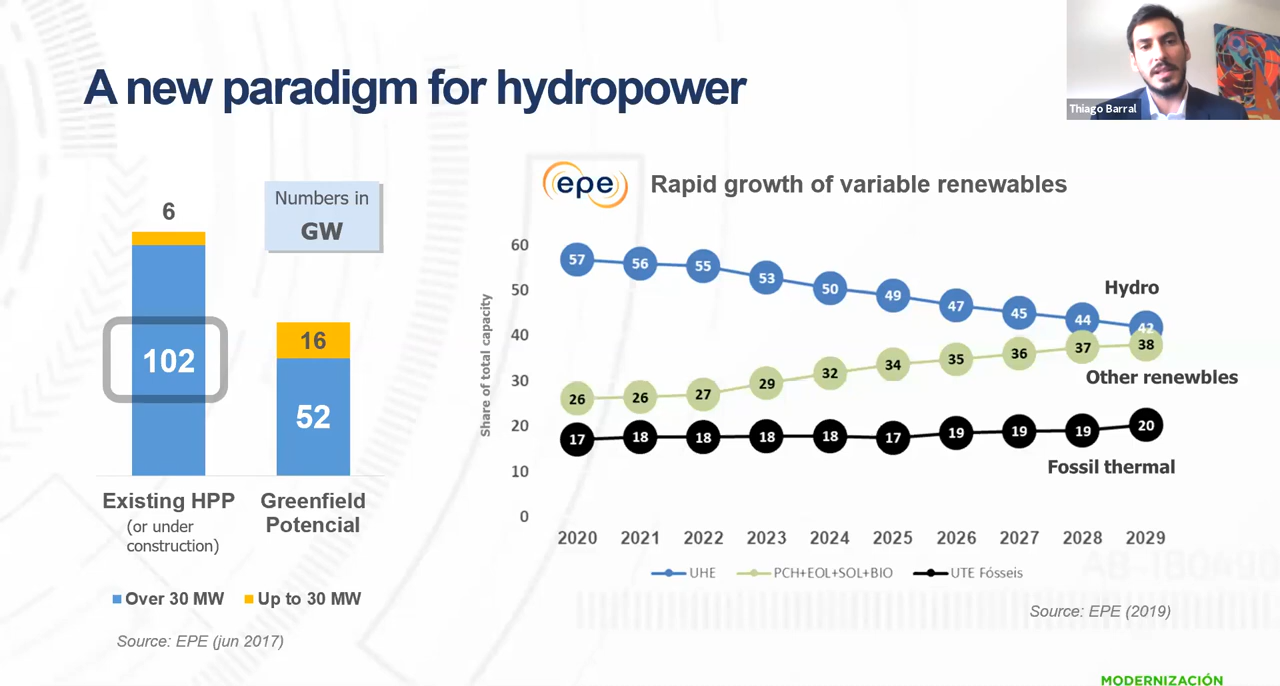 A new paradigm for hydropower
Thiago Barral
6
Numbers in
GW
102
16
52
Existing HPP
(or under
construction)
Greenfield
Potencial
Over 30 MW
Up to 30 MW
Source: EPE (jun 2017)
epe
Rapid growth of variable renewables
Share of total capacity
60
50
40
30
20
10
0
57 56 55 53 50 49 47 45 44 42
Hydro
26 26 27 29 32 34 35 36 37 38
Other renewbles
17 18 18 18 18 17 19 19 19 20
Fossil thermal
2020 2021 2022 2023 2024 2025 2026 2027 2028 2029
UHE PCH+EOL+SOL+BIO UTE Fósseis
Source: EPE (2019)
MODERNIZACIÓN